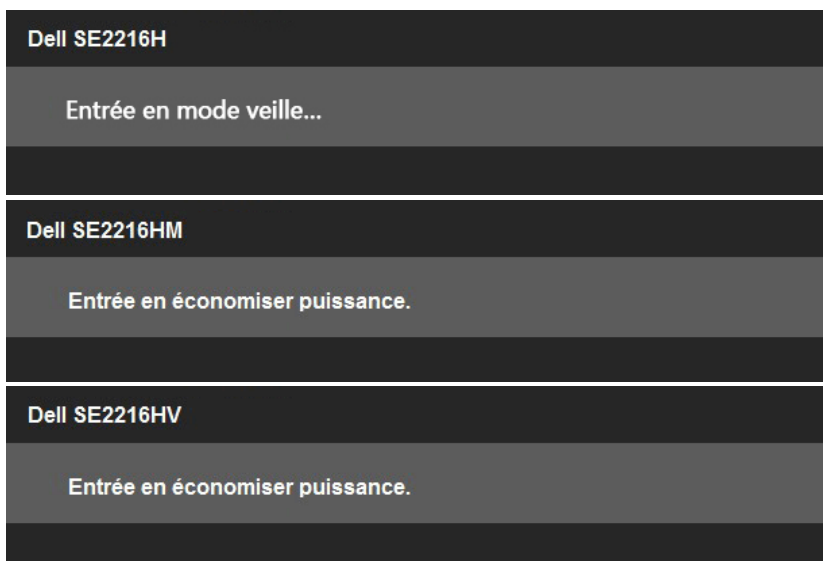 Dell SE2216H
Entrée en mode veille...
Dell SE2216HM
Entrée en économiser puissance.
Dell SE2216HV
Entrée en économiser puissance.